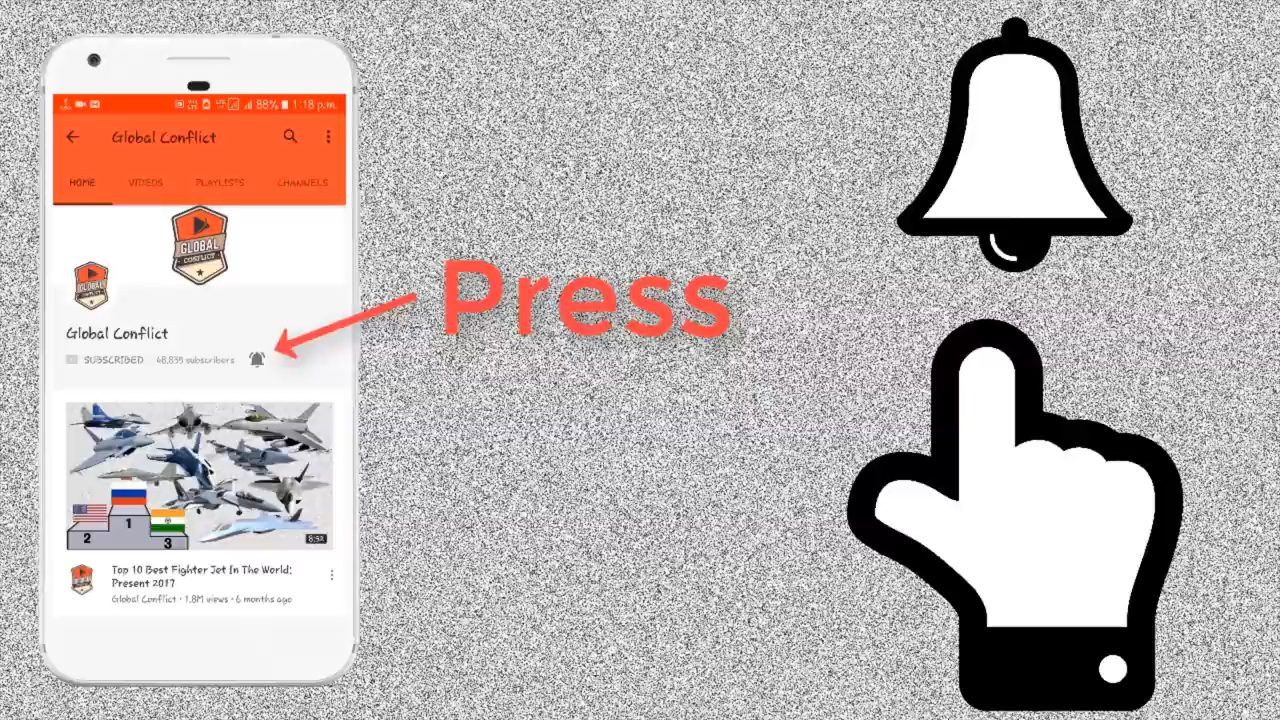 88% 1:18 p.m.
Global Conflict
HOME VIDEOS PLAYLISTS CHANNELS
GLOBAL
CONFLICT
GLOBAL
Press
Global Conflict
SUBSCRIBED 48,835 subscribers
1
2
3
8:52
Top 10 Best Fighter Jet In The World:
Present 2017
Global Conflict • 1.8M views • 6 months ago